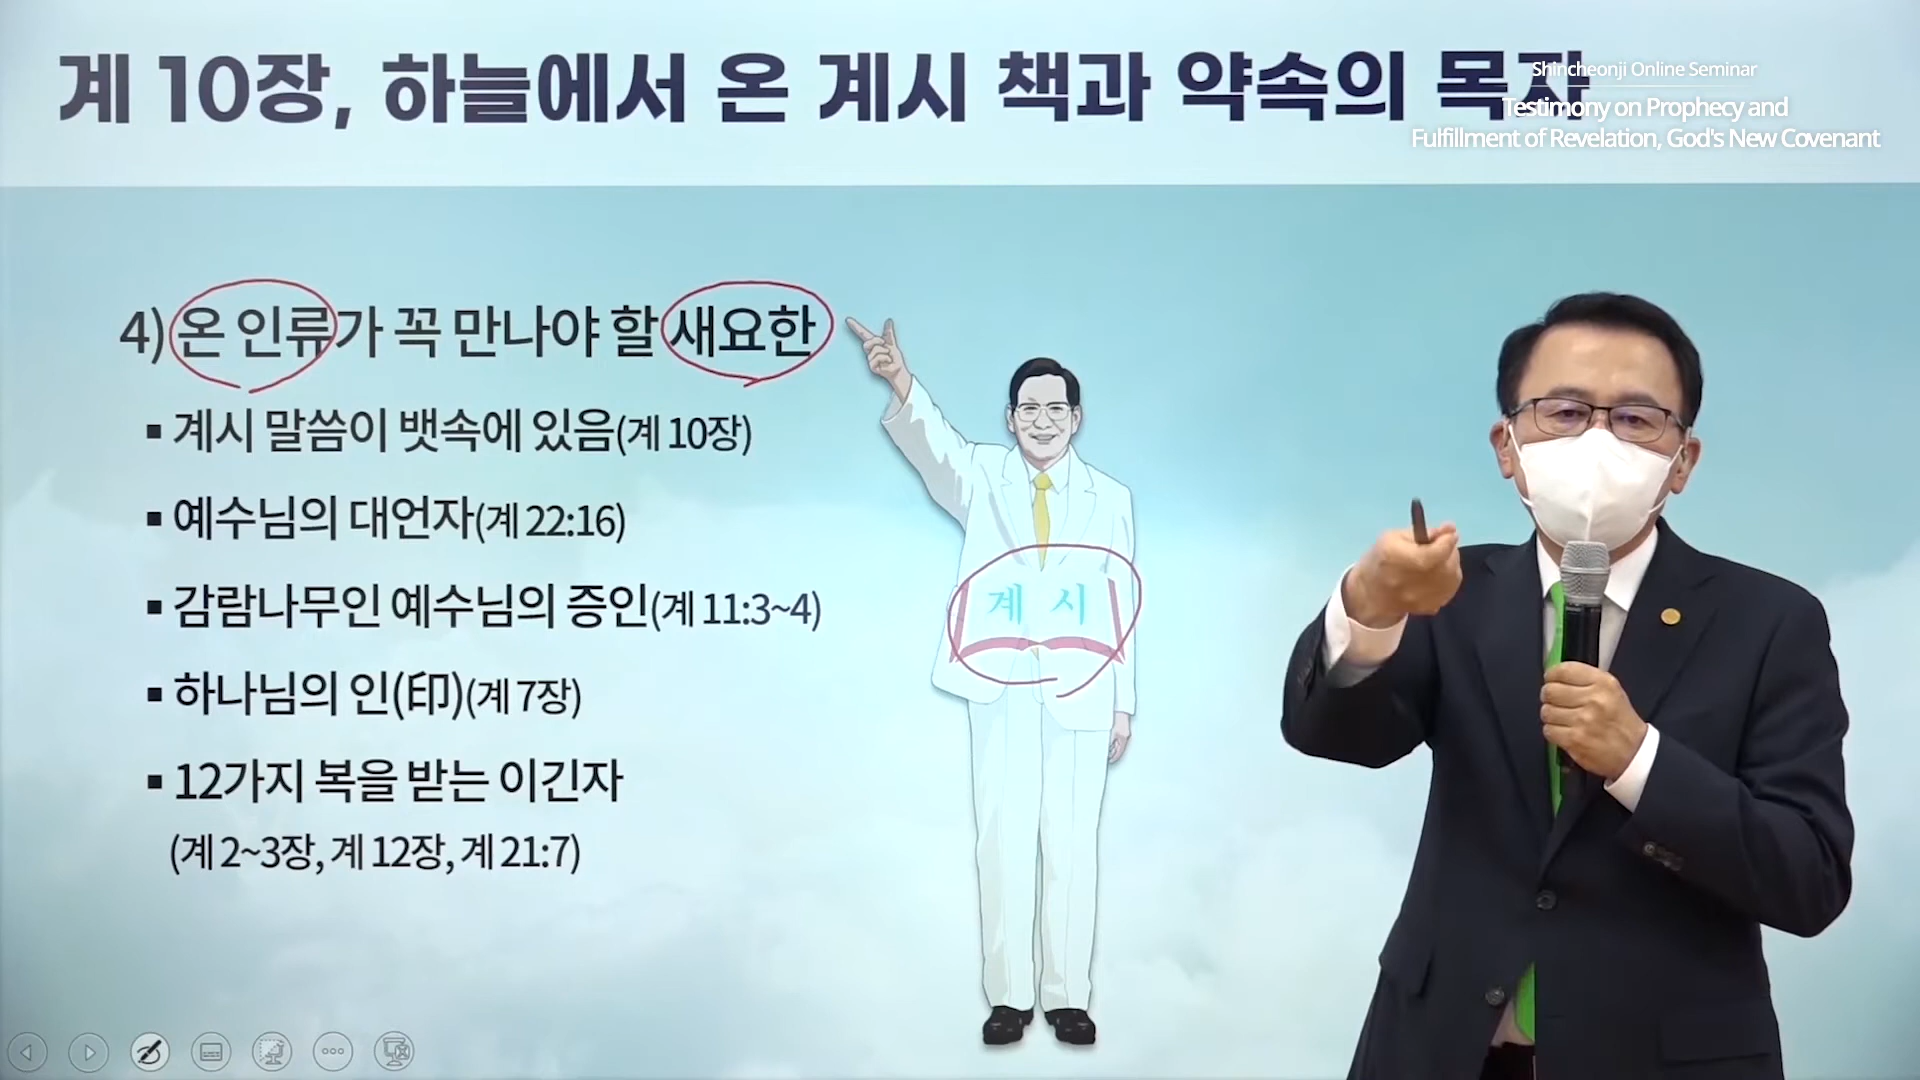 계 10장, 하늘에서 온 계시 책과 약속의 목자
Shincheonji Online Seminar
Testimony on Prophecy and
Fulfillment of Revelation, God's New Covenant
4) 온 인류가 꼭 만나야 할 새요한
▪ 계시 말씀이 뱃속에 있음(계 10장)
▪ 예수님의 대언자(계 22:16)
▪ 감람나무인 예수님의 증인(계 11:3~4)
▪ 하나님의 인(印)(계 7장)
▪ 12가지 복을 받는 이긴자
(계 2~3장, 계 12장, 계 21:7)
계 시